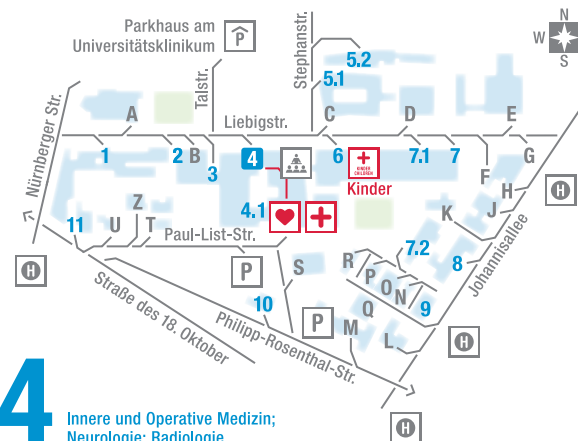 Parkhaus am
Universitätsklinikum
P
Stephanstr.
5.2
5.1
N
W
S
Talstr.
Nürnberger Str.
A
Liebigstr.
C
D
E
1
2
B
3
4
6
KINDER
CHILDREN
Kinder
7.1
7
F
G
H
H
J
K
4.1
Z
11
U
T
Paul-List-Str.
H
P
S
R
P
O
N
7.2
8
9
Johannisallee
Straße des 18. Oktober
10
Philipp-Rosenthal-Str.
P
Q
M
L
H
H
4
Innere und Operative Medizin;
Neurologie; Radiologie